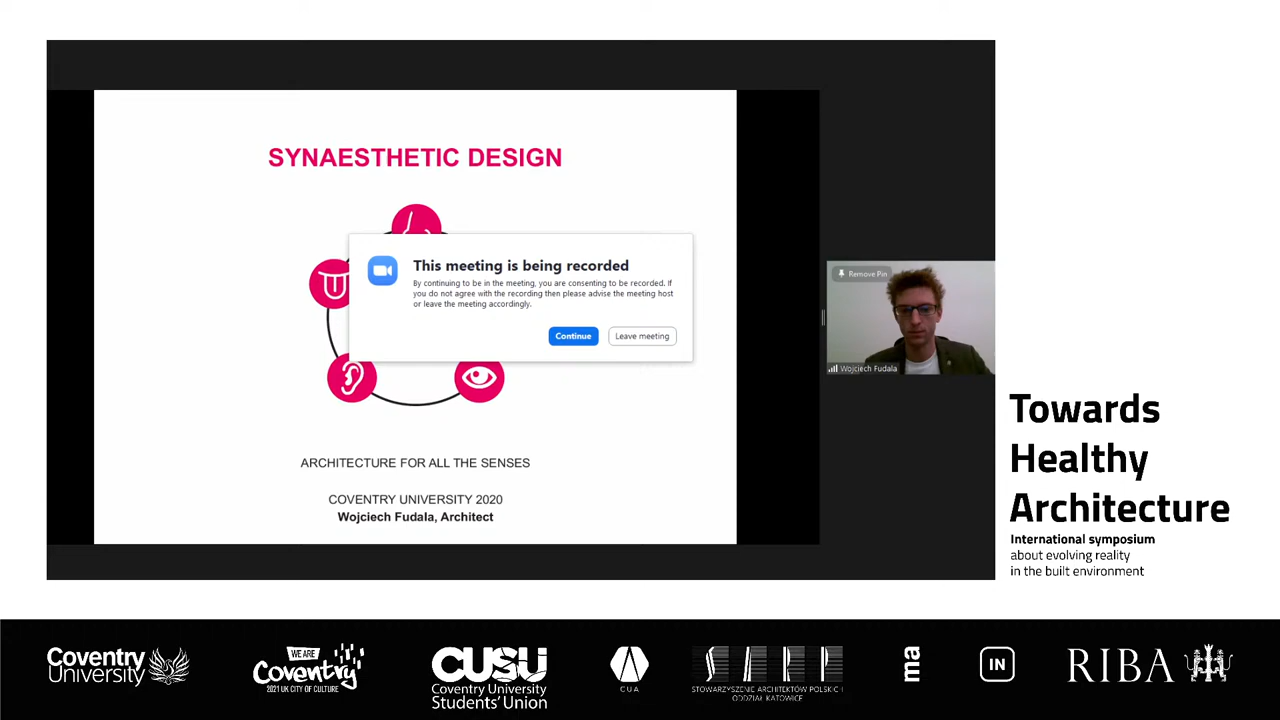 SYNAESTHETIC DESIGN
This meeting is being recorded
By continuing to be in the meeting, you are consenting to be recorded. If
you do not agree with the recording then please advise the meeting host
or leave the meeting accordingly.
Continue
Leave meeting
ARCHITECTURE FOR ALL THE SENSES
COVENTRY UNIVERSITY 2020
Wojciech Fudala, Architect
Remove Pin
Wojciech Fudala
Towards
Healthy
Architecture
International symposium
about evolving reality
in the built environment
Coventry
University
WE ARE
Coventry
2021 UK CITY OF CULTURE
CUSU
Coventry University
Students' Union
CUA
SARP
STOWARZYSZENIE ARCHITEKTÓW POLSKICH
ODDZIAŁ KATOWICE
ma
IN
RIBA